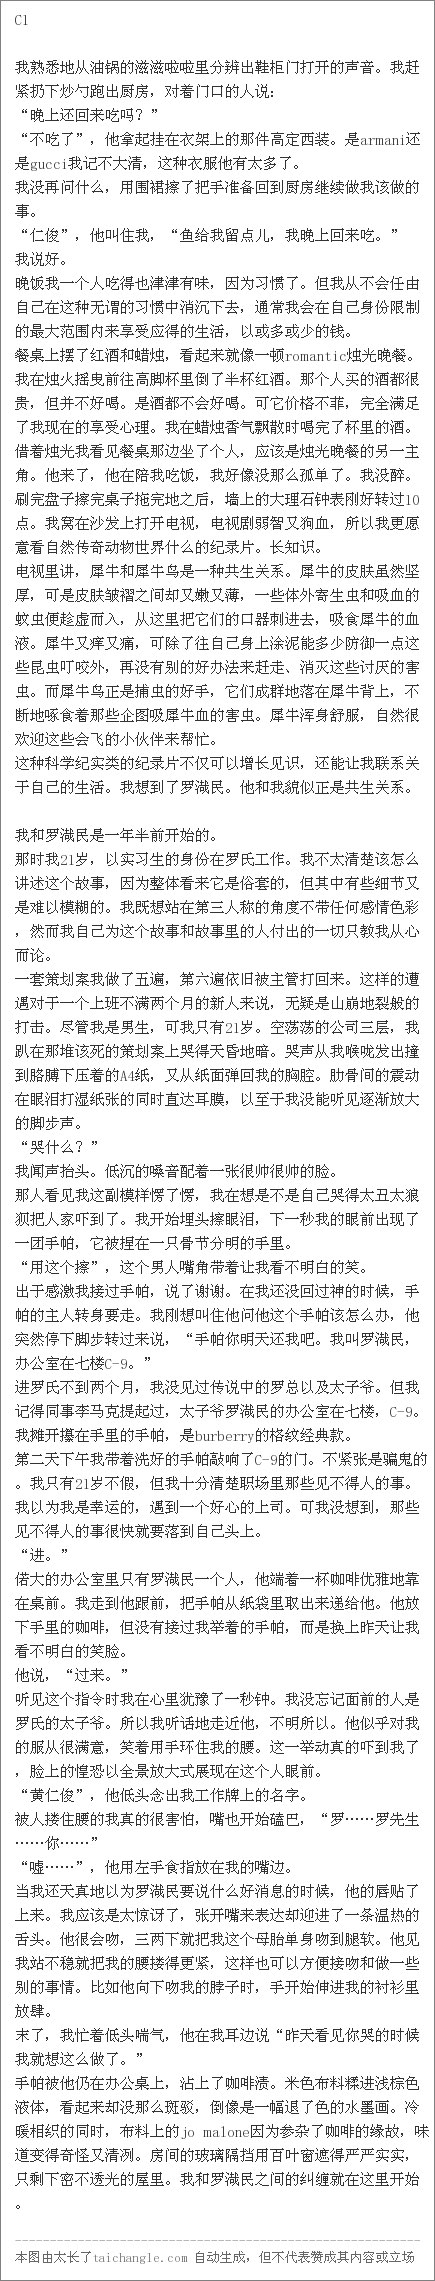 C1
我熟悉地从油锅的滋滋啦啦里分辨出鞋柜门打开的声音。我赶
紧扔下炒勺跑出厨房，对着门口的人说：
“晚上还回来吃吗？”
“不吃了”，他拿起挂在衣架上的那件高定西装。是armani还
是gucci我记不大清，这种衣服他有太多了。
我没再问什么，用围裙擦了把手准备回到厨房继续做我该做的
事。
“仁俊”，他叫住我，“鱼给我留点儿，我晚上回来吃。”
我说好。
晚饭我一个人吃得也津津有味，因为习惯了。但我从不会任由
自己在这种无谓的习惯中消沉下去，通常我会在自己身份限制
的最大范围内来享受应得的生活，以或多或少的钱。
餐桌上摆了红酒和蜡烛，看起来就像一顿romantic烛光晚餐。
我在烛火摇曳前往高脚杯里倒了半杯红酒。那个人买的酒都很
贵，但并不好喝。是酒都不会好喝。可它价格不菲，完全满足
了我现在的享受心理。我在蜡烛香气飘散时喝完了杯里的酒。
借着烛光我看见餐桌那边坐了个人，应该是烛光晚餐的另一主
角。他来了，他在陪我吃饭，我好像没那么孤单了。我没醉。
刷完盘子擦完桌子拖完地之后，墙上的大理石钟表刚好转过10
点。我窝在沙发上打开电视，电视剧弱智又狗血，所以我更愿
意看自然传奇动物世界什么的纪录片。长知识。
电视里讲，犀牛和犀牛鸟是一种共生关系。犀牛的皮肤虽然坚
厚，可是皮肤皱褶之间却又嫩又薄，一些体外寄生虫和吸血的
蚊虫便趁虚而入，从这里把它们的口器刺进去，吸食犀牛的血
液。犀牛又痒又痛，可除了往自己身上涂泥能多少防御一点这
些昆虫叮咬外，再没有别的好办法来赶走、消灭这些讨厌的害
虫。而犀牛鸟正是捕虫的好手，它们成群地落在犀牛背上，不
断地啄食着那些企图吸犀牛血的害虫。犀牛浑身舒服，自然很
欢迎这些会飞的小伙伴来帮忙。
这种科学纪实类的纪录片不仅可以增长见识，还能让我联系关
于自己的生活。我想到了罗渽民。他和我貌似正是共生关系。
我和罗渽民是一年半前开始的。
那时我21岁，以实习生的身份在罗氏工作。我不太清楚该怎么
讲述这个故事，因为整体看来它是俗套的，但其中有些细节又
是难以模糊的。我既想站在第三人称的角度不带任何感情色彩
，然而我自己为这个故事和故事里的人付出的一切只教我从心
而论。
一套策划案我做了五遍，第六遍依旧被主管打回来。这样的遭
遇对于一个上班不满两个月的新人来说，无疑是山崩地裂般的
打击。尽管我是男生，可我只有21岁。空荡荡的公司三层，我
趴在那堆该死的策划案上哭得天昏地暗。哭声从我喉咙发出撞
到胳膊下压着的A4纸，又从纸面弹回我的胸腔。肋骨间的震动
在眼泪打湿纸张的同时直达耳膜，以至于我没能听见逐渐放大
的脚步声。
“哭什么？”
我闻声抬头。低沉的嗓音配着一张很帅很帅的脸。
那人看见我这副模样愣了愣，我在想是不是自己哭得太丑太狼
狈把人家吓到了。我开始埋头擦眼泪，下一秒我的眼前出现了
一团手帕，它被捏在一只骨节分明的手里。
“用这个擦”，这个男人嘴角带着让我看不明白的笑。
出于感激我接过手帕，说了谢谢。在我还没回过神的时候，手
帕的主人转身要走。我刚想叫住他问他这个手帕该怎么办，他
突然停下脚步转过来说，“手帕你明天还我吧。我叫罗渽民，
办公室在七楼C-9。”
进罗氏不到两个月，我没见过传说中的罗总以及太子爷。但我
记得同事李马克提起过，太子爷罗渽民的办公室在七楼，C-9。
我摊开攥在手里的手帕，是burberry的格纹经典款。
第二天下午我带着洗好的手帕敲响了C-9的门。不紧张是骗鬼的
。我只有21岁不假，但我十分清楚职场里那些见不得人的事。
我以为我是幸运的，遇到一个好心的上司。可我没想到，那些
见不得人的事很快就要落到自己头上。
“进。”
偌大的办公室里只有罗渽民一个人，他端着一杯咖啡优雅地靠
在桌前。我走到他跟前，把手帕从纸袋里取出来递给他。他放
下手里的咖啡，但没有接过我举着的手帕，而是换上昨天让我
看不明白的笑脸。
他说，“过来。”
听见这个指令时我在心里犹豫了一秒钟。我没忘记面前的人是
罗氏的太子爷。所以我听话地走近他，不明所以。他似乎对我
的服从很满意，笑着用手环住我的腰。这一举动真的吓到我了
，脸上的惶恐以全景放大式展现在这个人眼前。
“黄仁俊”，他低头念出我工作牌上的名字。
被人搂住腰的我真的很害怕，嘴也开始磕巴，“罗……罗先生
……你……”
“嘘……”，他用左手食指放在我的嘴边。
当我还天真地以为罗渽民要说什么好消息的时候，他的唇贴了
上来。我应该是太惊讶了，张开嘴来表达却迎进了一条温热的
舌头。他很会吻，三两下就把我这个母胎单身吻到腿软。他见
我站不稳就把我的腰搂得更紧，这样也可以方便接吻和做一些
别的事情。比如他向下吻我的脖子时，手开始伸进我的衬衫里
放肆。
末了，我忙着低头喘气，他在我耳边说“昨天看见你哭的时候
我就想这么做了。”
手帕被他仍在办公桌上，沾上了咖啡渍。米色布料糅进浅棕色
液体，看起来却没那么斑驳，倒像是一幅退了色的水墨画。冷
暖相织的同时，布料上的jo malone因为参杂了咖啡的缘故，味
道变得奇怪又清冽。房间的玻璃隔挡用百叶窗遮得严严实实，
只剩下密不透光的屋里。我和罗渽民之间的纠缠就在这里开始
。
本图由太长了taichangle.com 自动生成，但不代表赞成其内容或立场